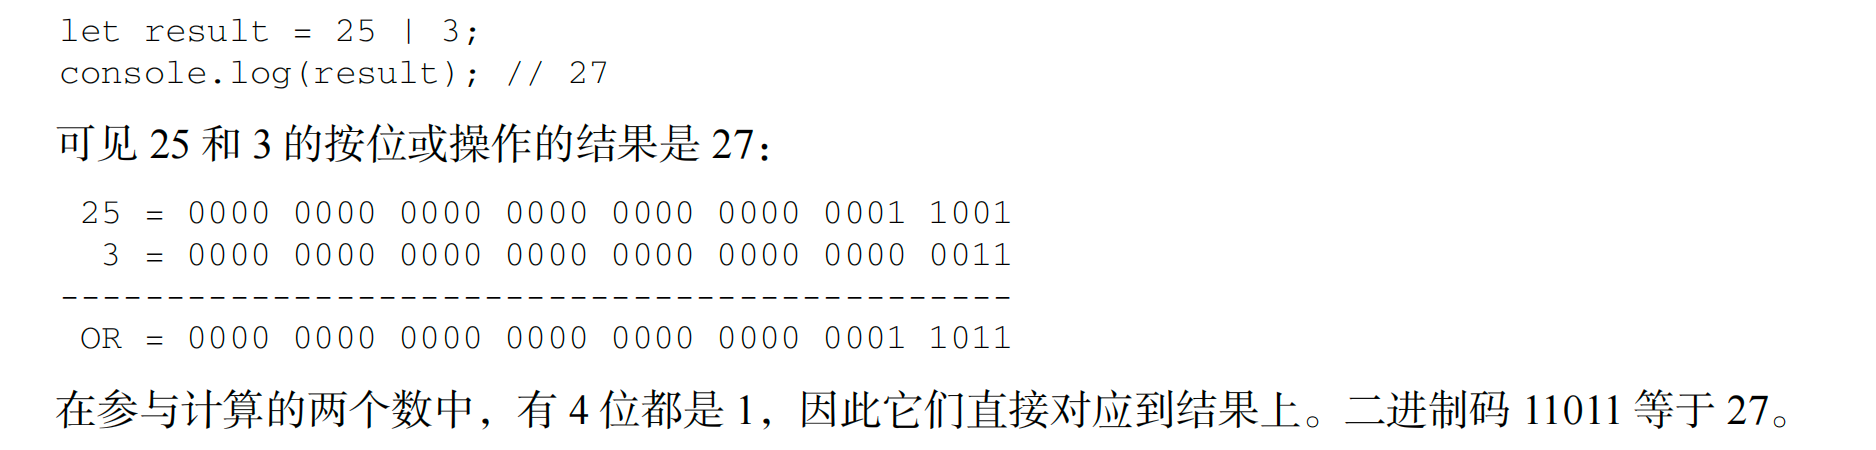 let result = 25 | 3;
console.log(result); // 27
可见 25 和 3 的按位或操作的结果是 27：
25 = 0000 0000 0000 0000 0000 0000 0001 1001
3 = 0000 0000 0000 0000 0000 0000 0000 0011
---------------------------------------------
OR = 0000 0000 0000 0000 0000 0000 0001 1011
在参与计算的两个数中，有 4 位都是 1，因此它们直接对应到结果上。二进制码 11011 等于 27。